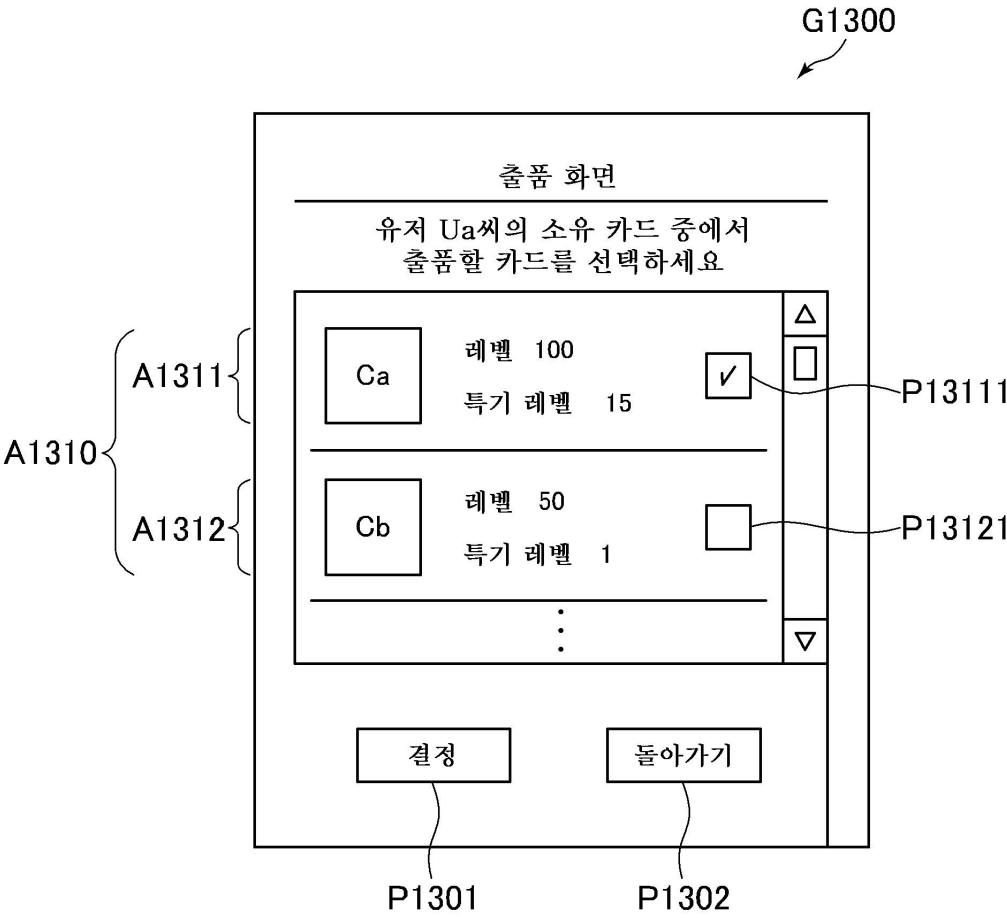 G1300
출품 화면
유저 Ua씨의 소유 카드 중에서
출품할 카드를 선택하세요
A1310
A1311
Ca
레벨 100
특기 레벨 15
P13111
A1312
Cb
레벨 50
특기 레벨 1
P13121
결정
돌아가기
P1301
P1302